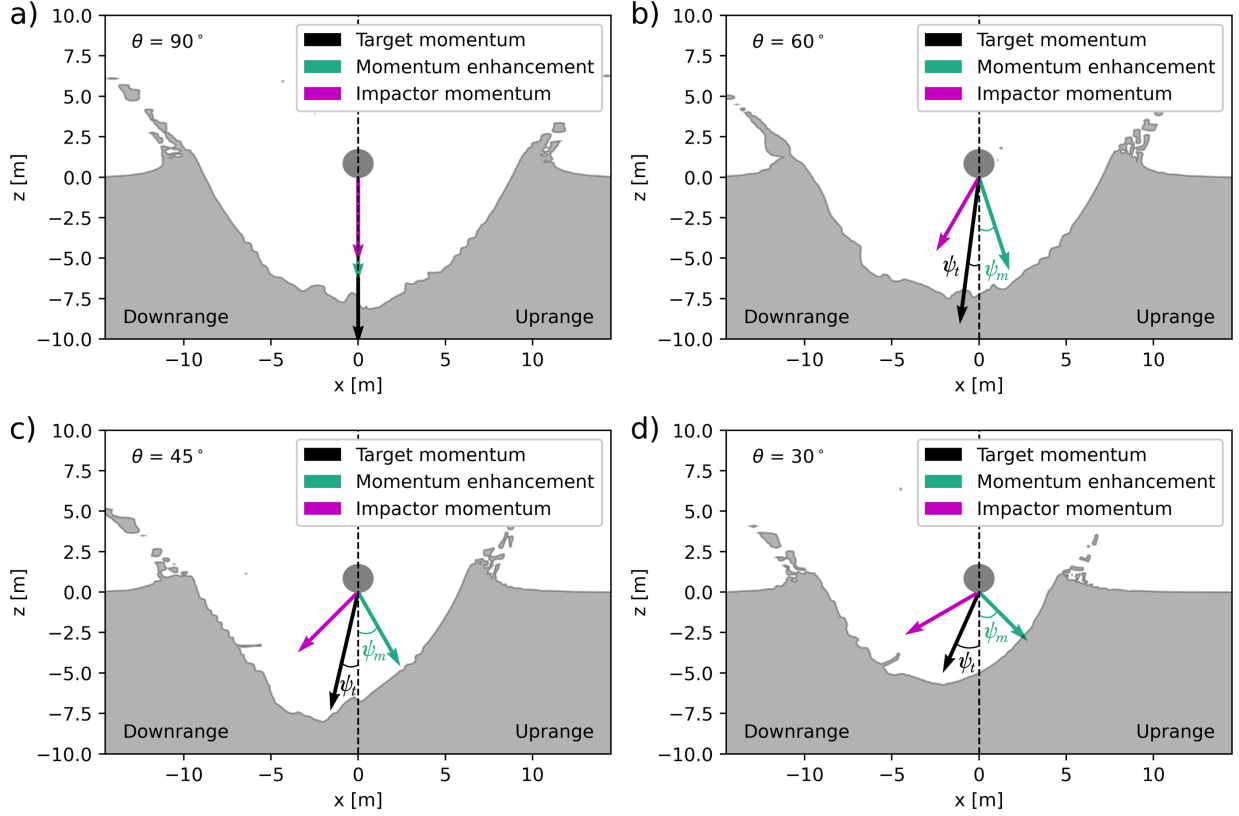 a)
θ = 90°
Target momentum
Momentum enhancement
Impactor momentum
10.0
7.5
5.0
2.5
0.0
−2.5
−5.0
−7.5
−10.0
z [m]
Downrange
Uprange
−10
−5
0
5
10
x [m]
b)
θ = 60°
Target momentum
Momentum enhancement
Impactor momentum
10.0
7.5
5.0
2.5
0.0
−2.5
−5.0
−7.5
−10.0
z [m]
ψt
ψm
Downrange
Uprange
−10
−5
0
5
10
x [m]
c)
θ = 45°
Target momentum
Momentum enhancement
Impactor momentum
10.0
7.5
5.0
2.5
0.0
−2.5
−5.0
−7.5
−10.0
z [m]
ψm
ψt
Downrange
Uprange
−10
−5
0
5
10
x [m]
d)
θ = 30°
Target momentum
Momentum enhancement
Impactor momentum
10.0
7.5
5.0
2.5
0.0
−2.5
−5.0
−7.5
−10.0
z [m]
ψm
ψt
Downrange
Uprange
−10
−5
0
5
10
x [m]